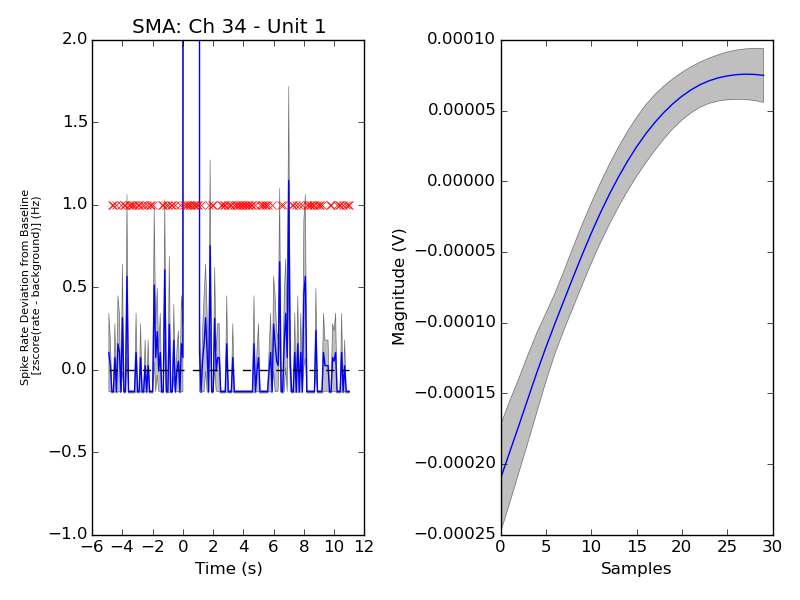 SMA: Ch 34 - Unit 1
Spike Rate Deviation from Baseline
[zscore(rate - background)] (Hz)
2.0
1.5
1.0
0.5
0.0
−0.5
−1.0
−6 −4 −2 0 2 4 6 8 10 12
Time (s)
Magnitude (V)
0.00010
0.00005
0.00000
−0.00005
−0.00010
−0.00015
−0.00020
−0.00025
0 5 10 15 20 25 30
Samples